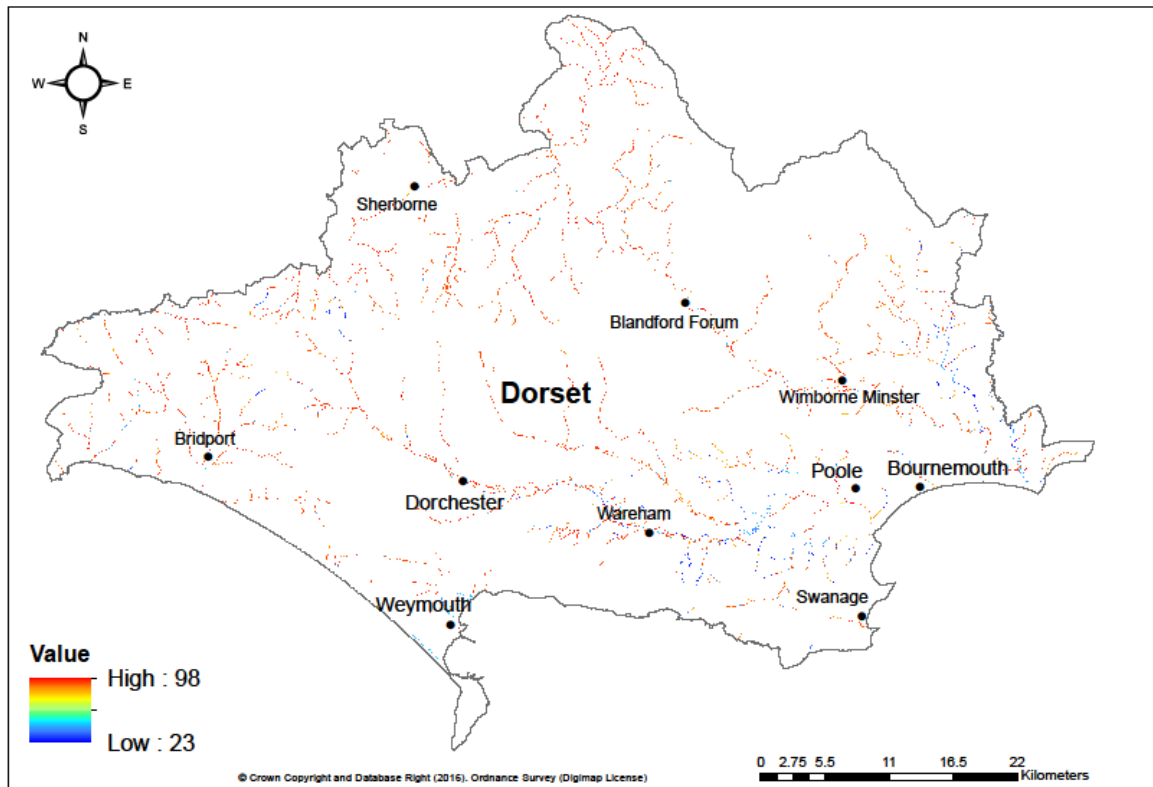 N
W E
S
Sherborne
Blandford Forum
Dorset
Wimborne Minster
Bridport
Poole
Bournemouth
Dorchester
Wareham
Swanage
Weymouth
Value
High : 98
Low : 23
0 2.75 5.5 11 16.5 22
Kilometers
© Crown Copyright and Database Right (2016). Ordnance Survey (Digimap License)